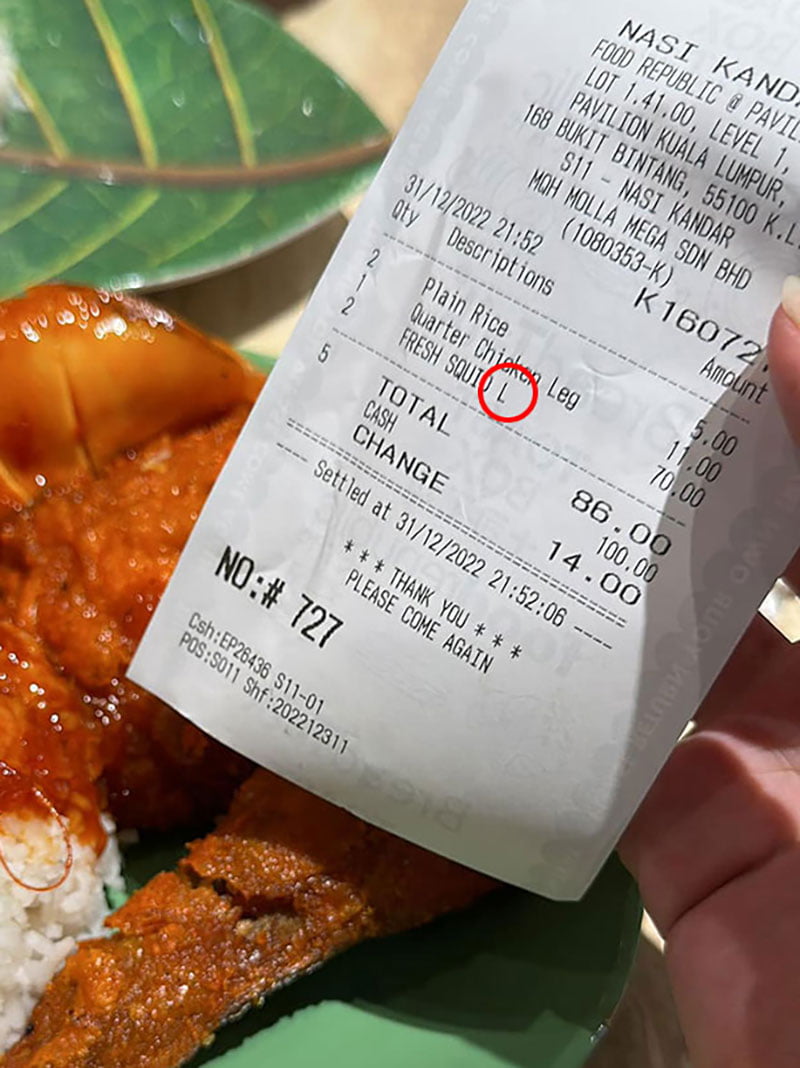 NASI KANDA
FOOD REPUBLIC @ PAVIL
LOT 1.41.00, LEVEL 1,
PAVILION KUALA LUMPUR,
168 BUKIT BINTANG, 55100 K.L.
S11 - NASI KANDAR
MQH MOLLA MEGA SDN BHD
(1080353-K)
31/12/2022 21:52
K16072
Qty Descriptions Amount
2 Plain Rice 5.00
1 Quarter Chicken Leg 11.00
2 FRESH SQUID L 70.00
5 TOTAL 86.00
CASH 100.00
CHANGE 14.00
---- Settled at 31/12/2022 21:52:06 ----
* * * THANK YOU * * *
PLEASE COME AGAIN
NO:# 727
Csh:EP26436 S11-01
POS:S011 Shf:202212311